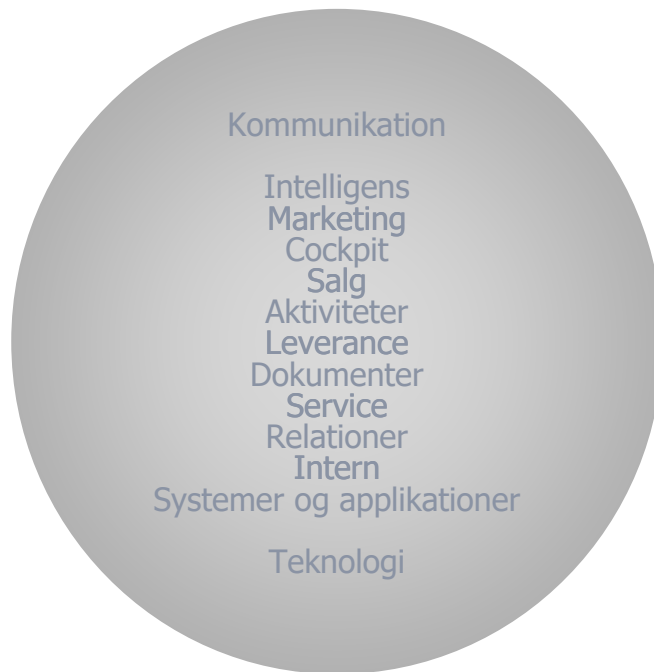 Kommunikation
Intelligens
Marketing
Cockpit
Salg
Aktiviteter
Leverance
Dokumenter
Service
Relationer
Intern
Systemer og applikationer
Teknologi